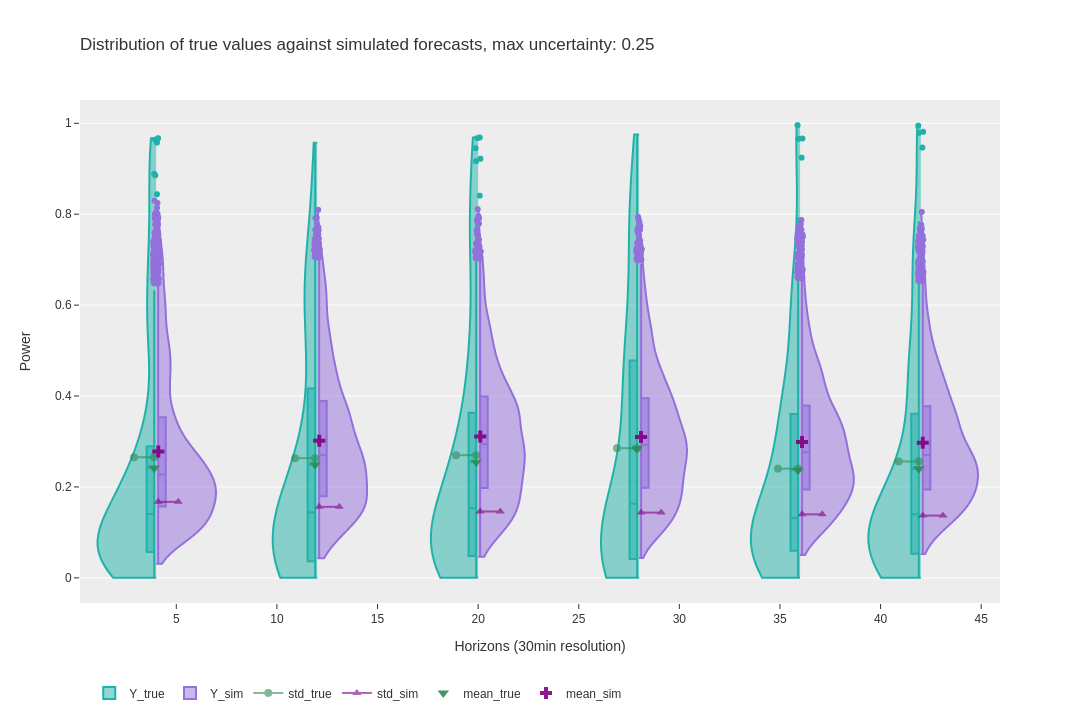 Distribution of true values against simulated forecasts, max uncertainty: 0.25
1
0.8
0.6
0.4
0.2
0
Power
5 10 15 20 25 30 35 40 45
Horizons (30min resolution)
Y_true Y_sim std_true std_sim mean_true mean_sim